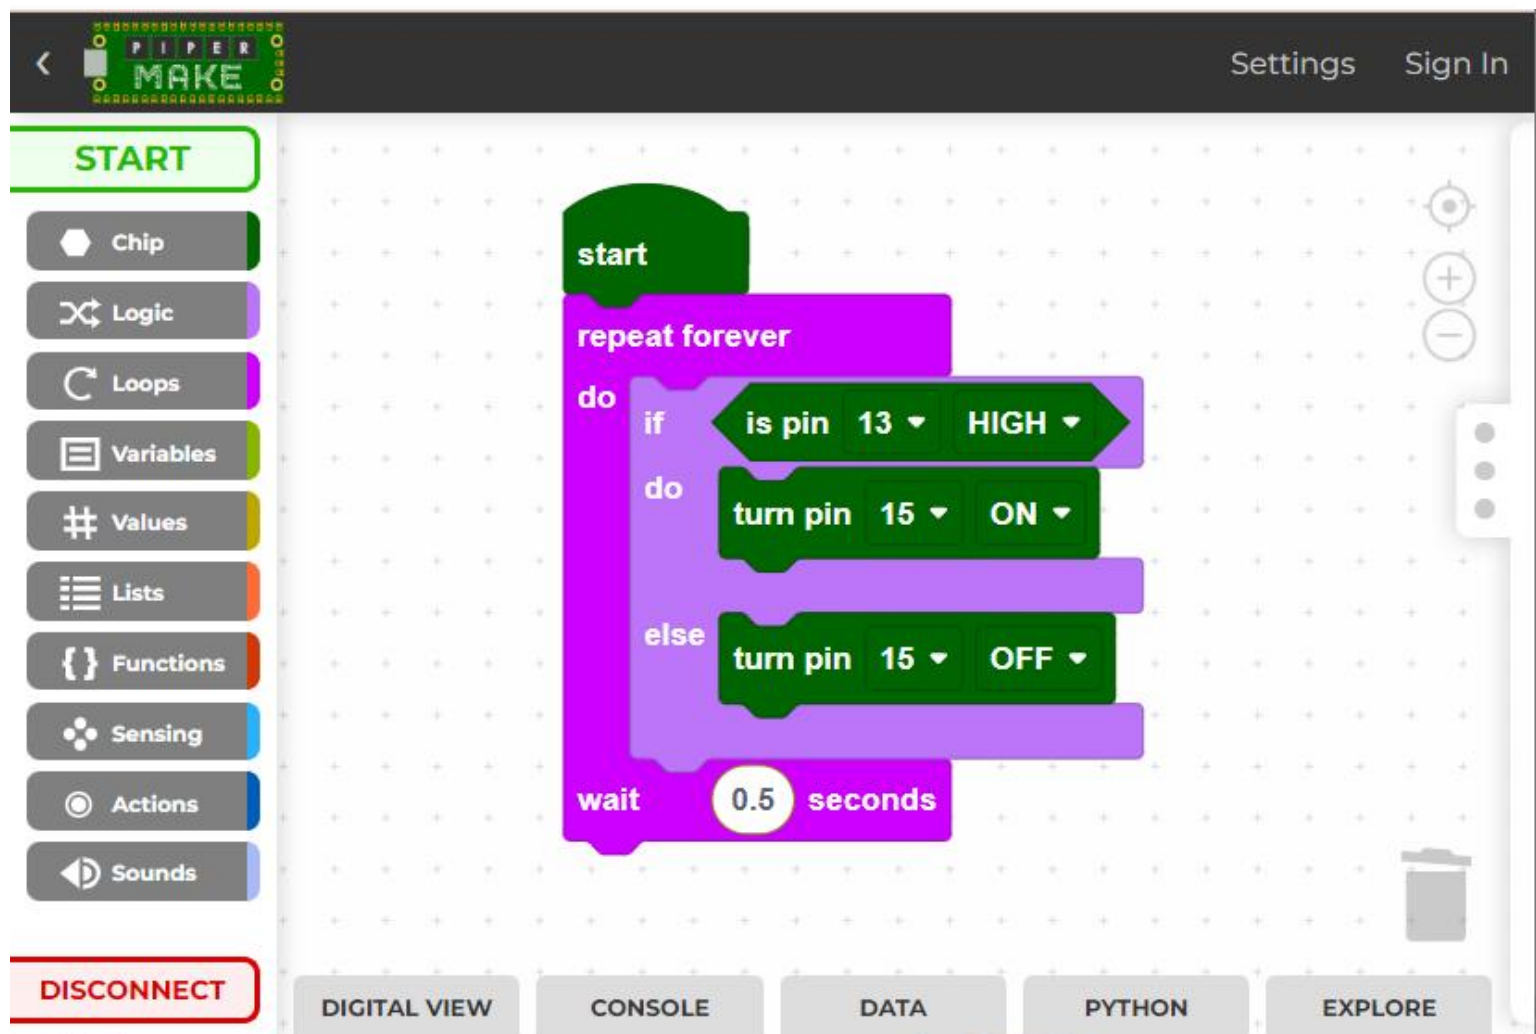 PIPER
MAKE
Settings
Sign In
START
Chip
Logic
Loops
Variables
Values
Lists
Functions
Sensing
Actions
Sounds
DISCONNECT
start
repeat forever
do
if is pin 13 HIGH
do
turn pin 15 ON
else
turn pin 15 OFF
wait 0.5 seconds
DIGITAL VIEW
CONSOLE
DATA
PYTHON
EXPLORE